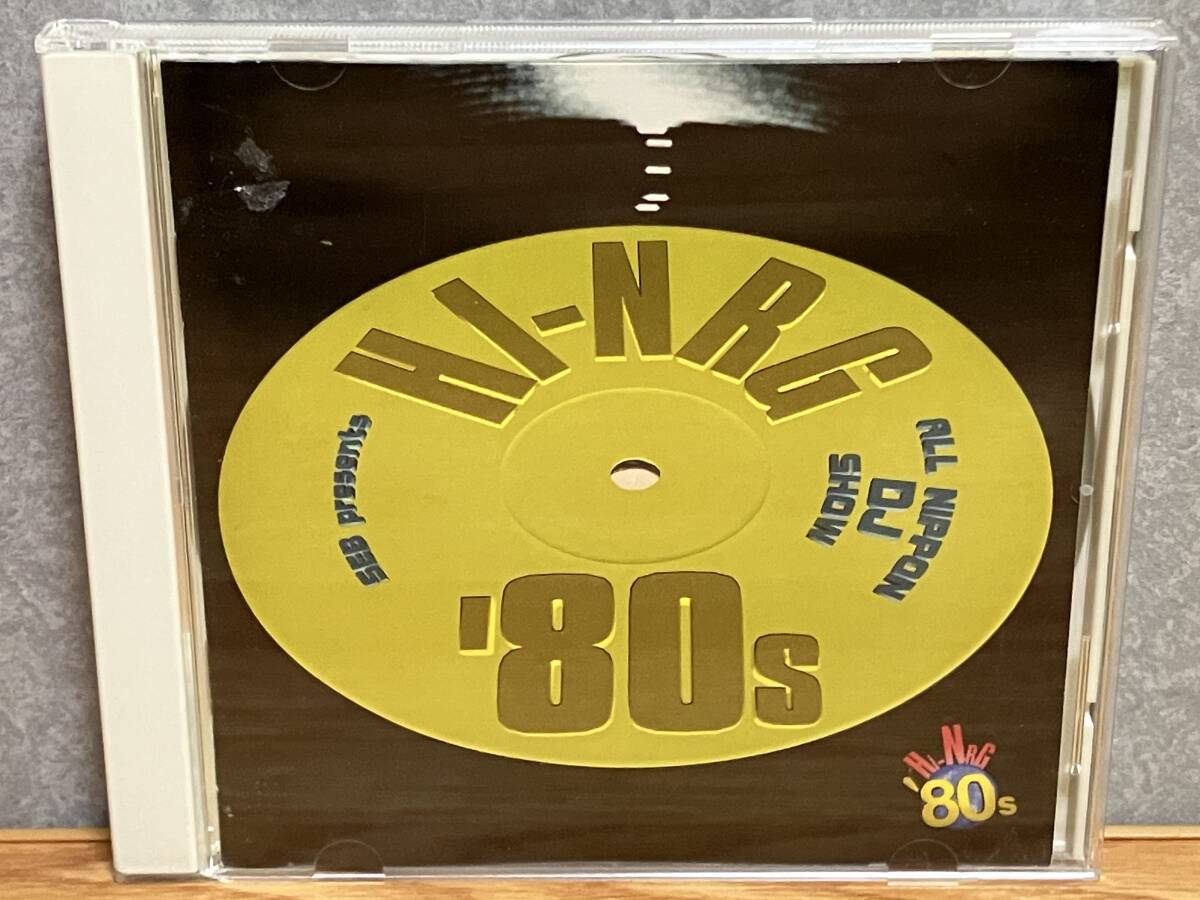 HI-NRG
SEB presents
ALL NIPPON
DJ
SHOW
'80s
HI-NRG
'80s